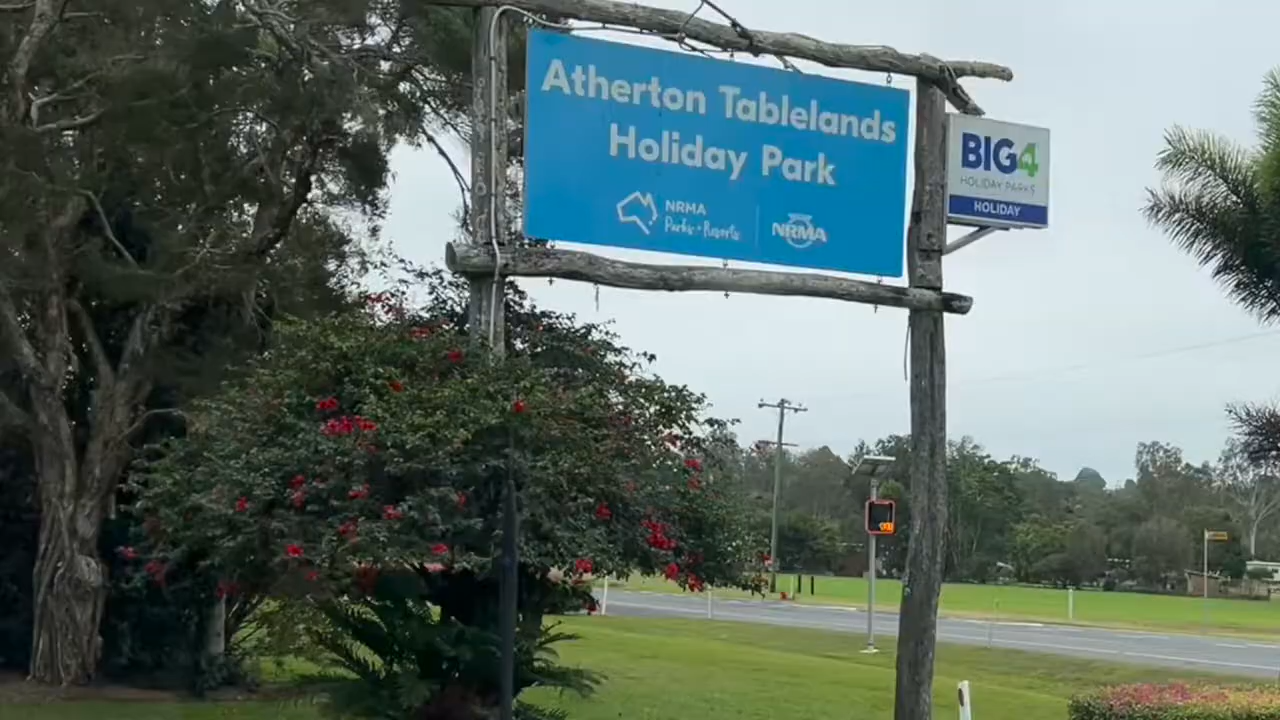 Atherton Tablelands
Holiday Park
NRMA
Parks + Resorts
NRMA
BIG4
HOLIDAY PARKS
HOLIDAY